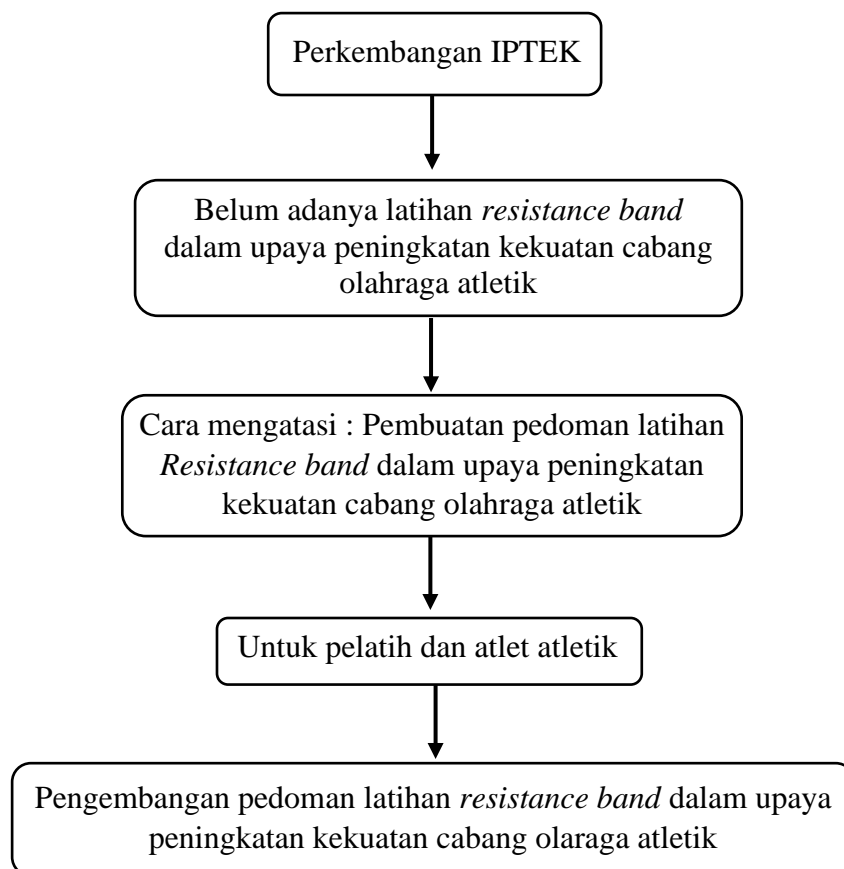 Perkembangan IPTEK
Belum adanya latihan resistance band
dalam upaya peningkatan kekuatan cabang
olahraga atletik
Cara mengatasi : Pembuatan pedoman latihan
Resistance band dalam upaya peningkatan
kekuatan cabang olahraga atletik
Untuk pelatih dan atlet atletik
Pengembangan pedoman latihan resistance band dalam upaya
peningkatan kekuatan cabang olaraga atletik